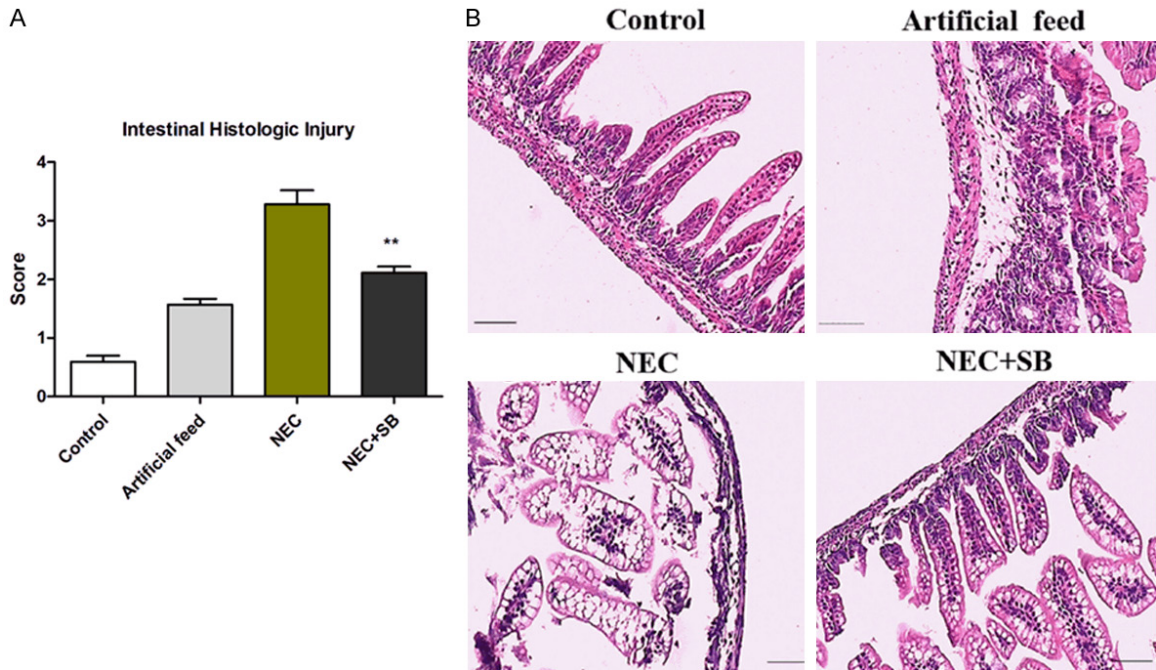 A
Intestinal Histologic Injury
Score
4
3
2
1
0
**
Control
Artificial feed
NEC
NEC+SB
B
Control
Artificial feed
NEC
NEC+SB